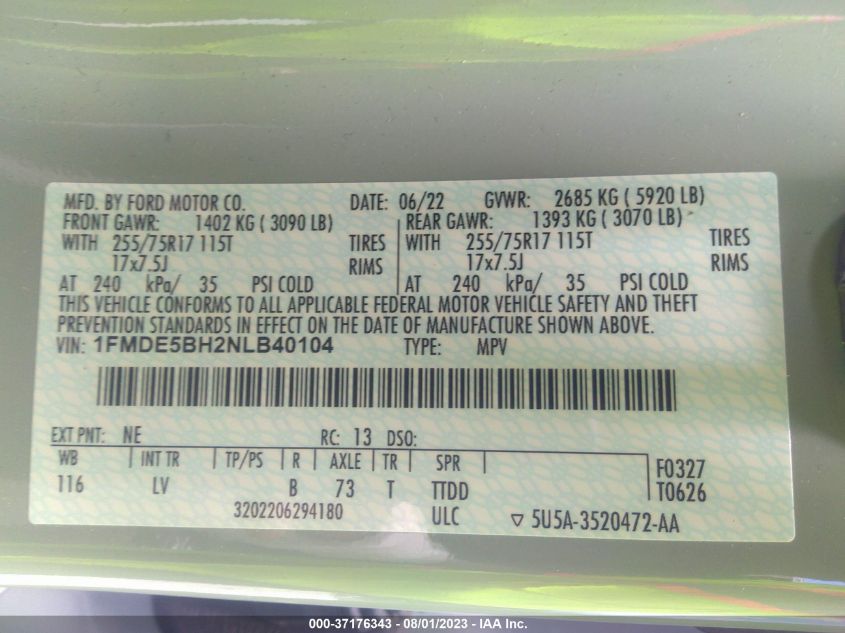 MFD. BY FORD MOTOR CO. DATE: 06/22 GVWR: 2685 KG ( 5920 LB)
FRONT GAWR: 1402 KG ( 3090 LB) REAR GAWR: 1393 KG ( 3070 LB)
WITH 255/75R17 115T TIRES WITH 255/75R17 115T TIRES
17x7.5J RIMS 17x7.5J RIMS
AT 240 kPa/ 35 PSI COLD AT 240 kPa/ 35 PSI COLD
THIS VEHICLE CONFORMS TO ALL APPLICABLE FEDERAL MOTOR VEHICLE SAFETY AND THEFT
PREVENTION STANDARDS IN EFFECT ON THE DATE OF MANUFACTURE SHOWN ABOVE.
VIN: 1FMDE5BH2NLB40104 TYPE: MPV
EXT PNT: NE RC: 13 DSO:
WB INT TR TP/PS R AXLE TR SPR F0327
116 LV B 73 T TTDD T0626
3202206294180 ULC ▽ 5U5A-3520472-AA
000-37176343 - 08/01/2023 - IAA Inc.